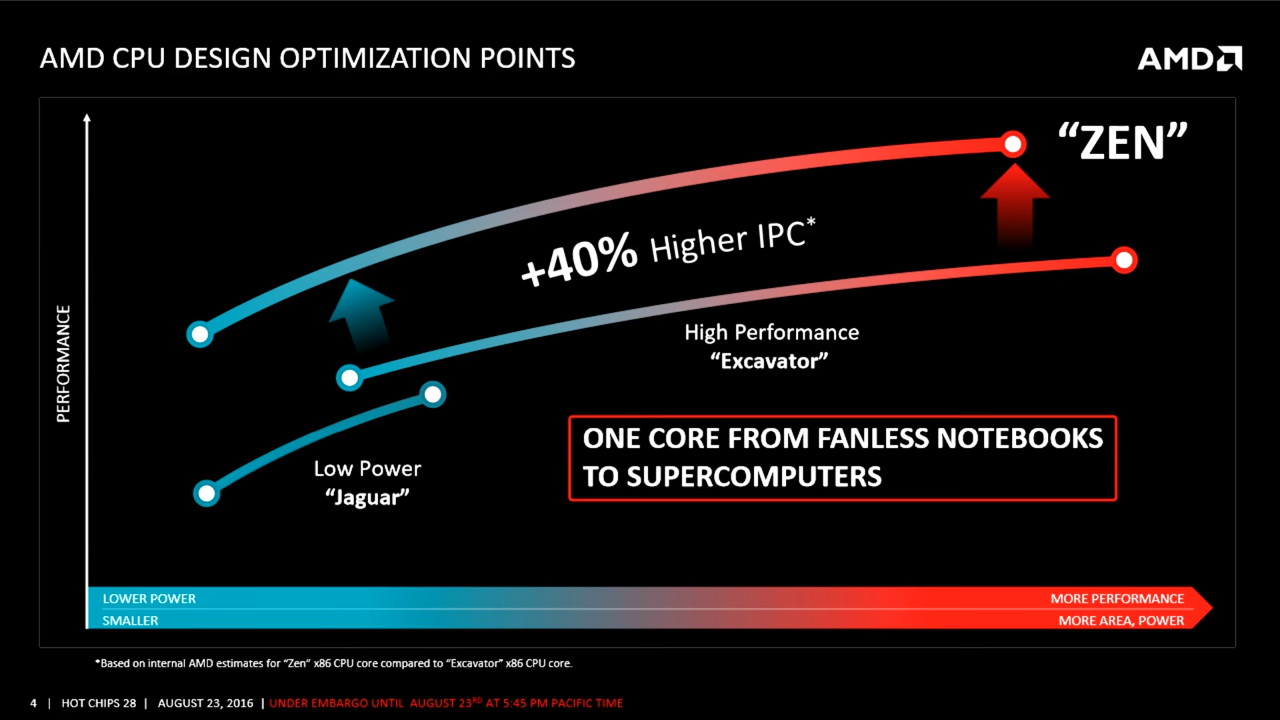 AMD CPU DESIGN OPTIMIZATION POINTS
AMD
"ZEN"
+40% Higher IPC*
PERFORMANCE
High Performance
"Excavator"
ONE CORE FROM FANLESS NOTEBOOKS
TO SUPERCOMPUTERS
Low Power
"Jaguar"
LOWER POWER
MORE PERFORMANCE
SMALLER
MORE AREA, POWER
*Based on internal AMD estimates for "Zen" x86 CPU core compared to "Excavator" x86 CPU core.
4 | HOT CHIPS 28 | AUGUST 23, 2016 | UNDER EMBARGO UNTIL AUGUST 23RD AT 5:45 PM PACIFIC TIME